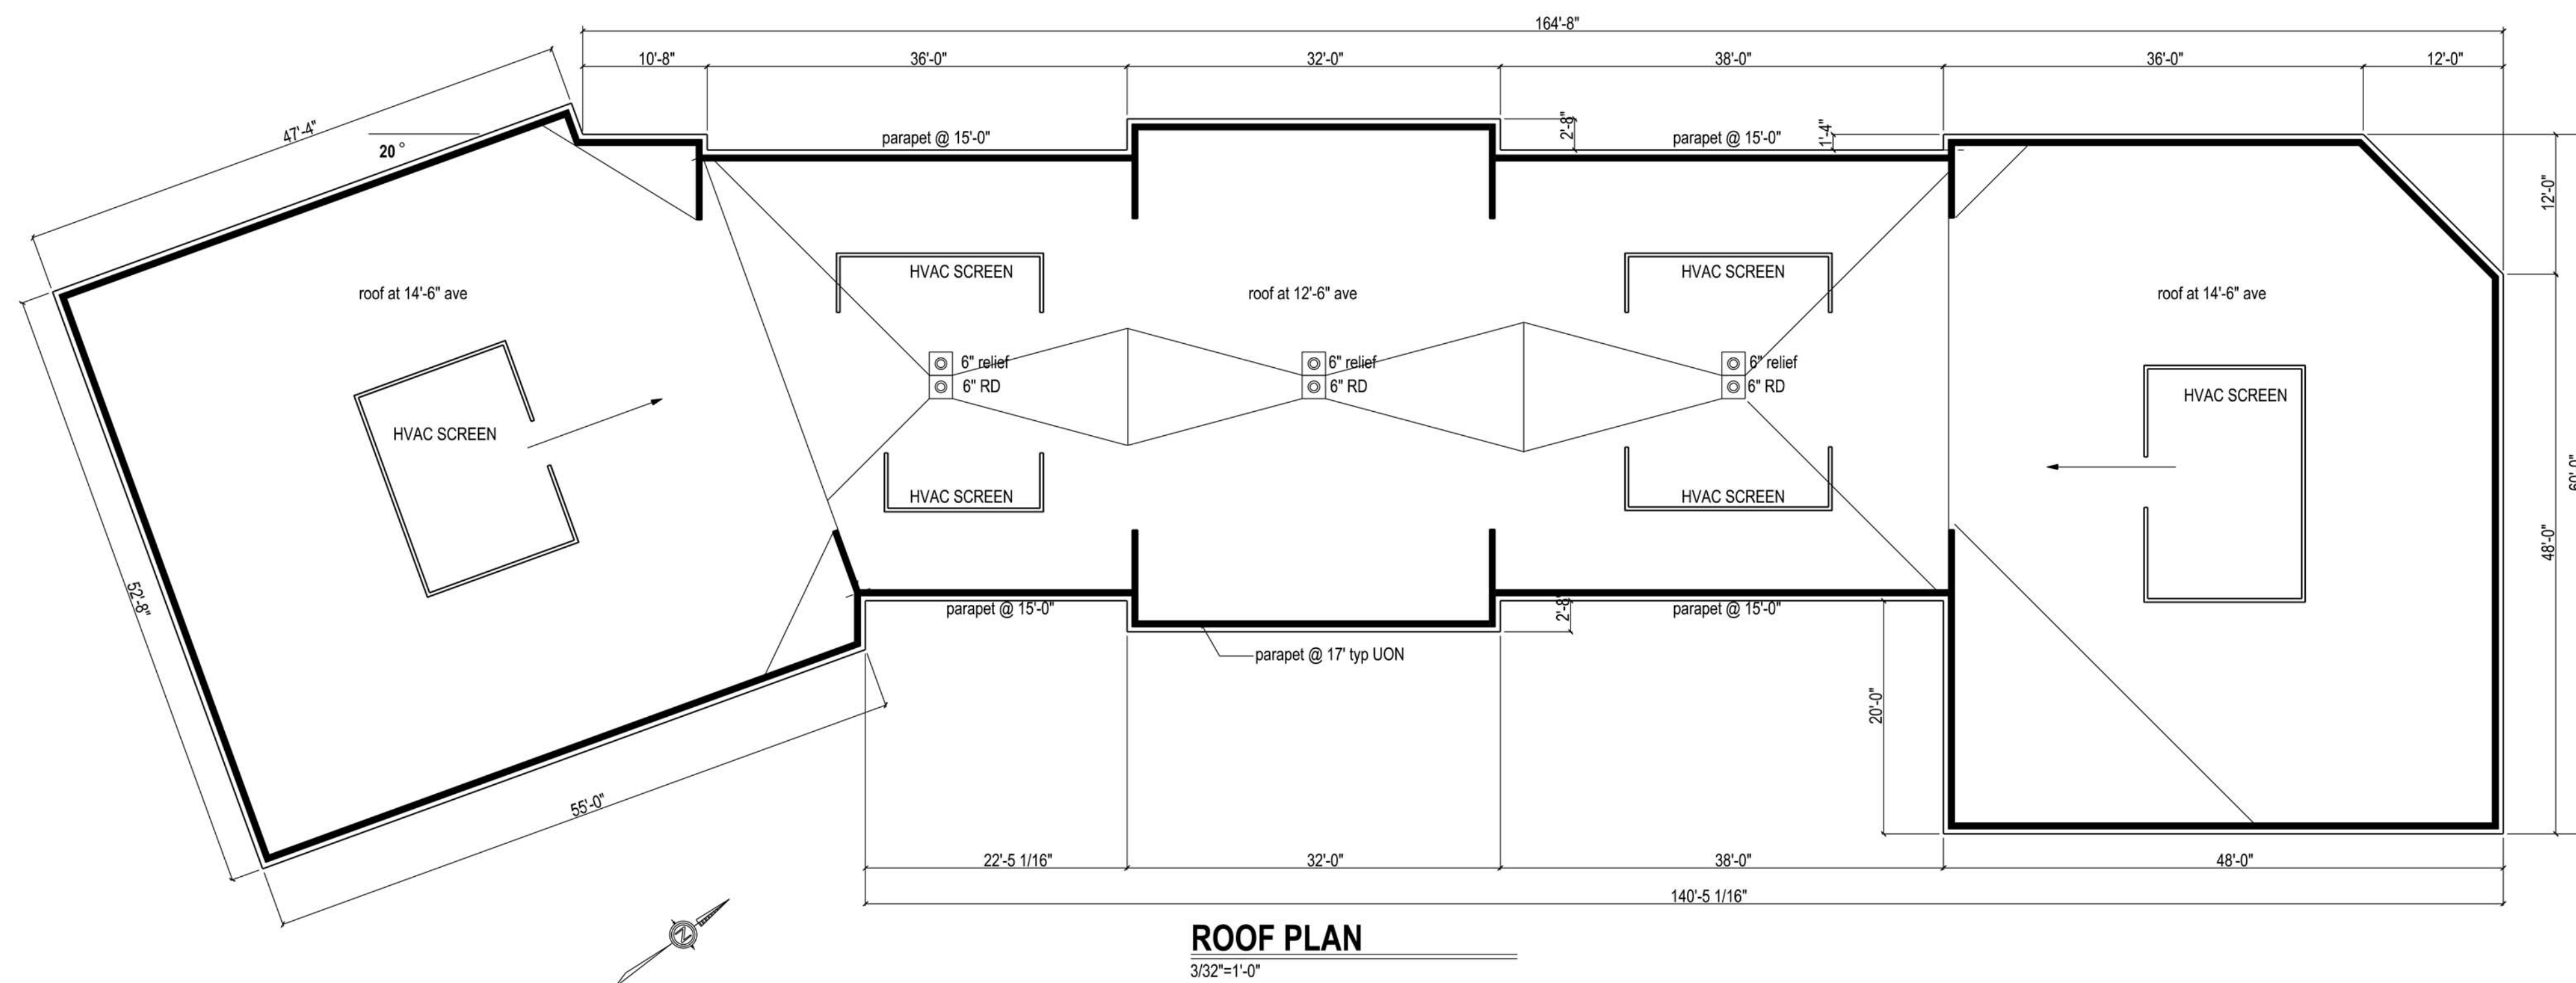 164'-8"
10'-8"
36'-0"
32'-0"
38'-0"
36'-0"
12'-0"
47'-4"
20 °
parapet @ 15'-0"
2'-8"
parapet @ 15'-0"
1'-4"
12'-0"
HVAC SCREEN
HVAC SCREEN
roof at 14'-6" ave
roof at 12'-6" ave
roof at 14'-6" ave
6" relief
6" RD
6" relief
6" RD
6" relief
6" RD
HVAC SCREEN
HVAC SCREEN
60'-0"
48'-0"
HVAC SCREEN
HVAC SCREEN
52'-8"
parapet @ 15'-0"
2'-8"
parapet @ 15'-0"
parapet @ 17' typ UON
20'-0"
55'-0"
22'-5 1/16"
32'-0"
38'-0"
48'-0"
140'-5 1/16"
N
ROOF PLAN
3/32"=1'-0"